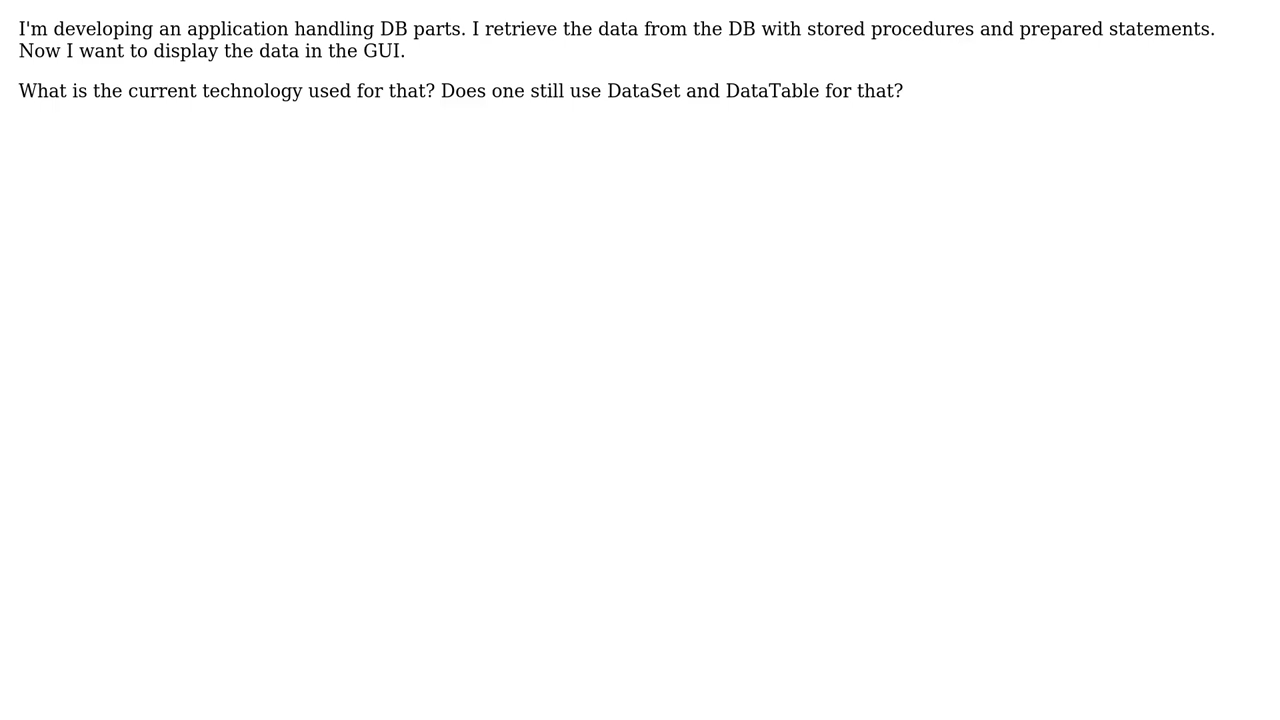 I'm developing an application handling DB parts. I retrieve the data from the DB with stored procedures and prepared statements.
Now I want to display the data in the GUI.
What is the current technology used for that? Does one still use DataSet and DataTable for that?